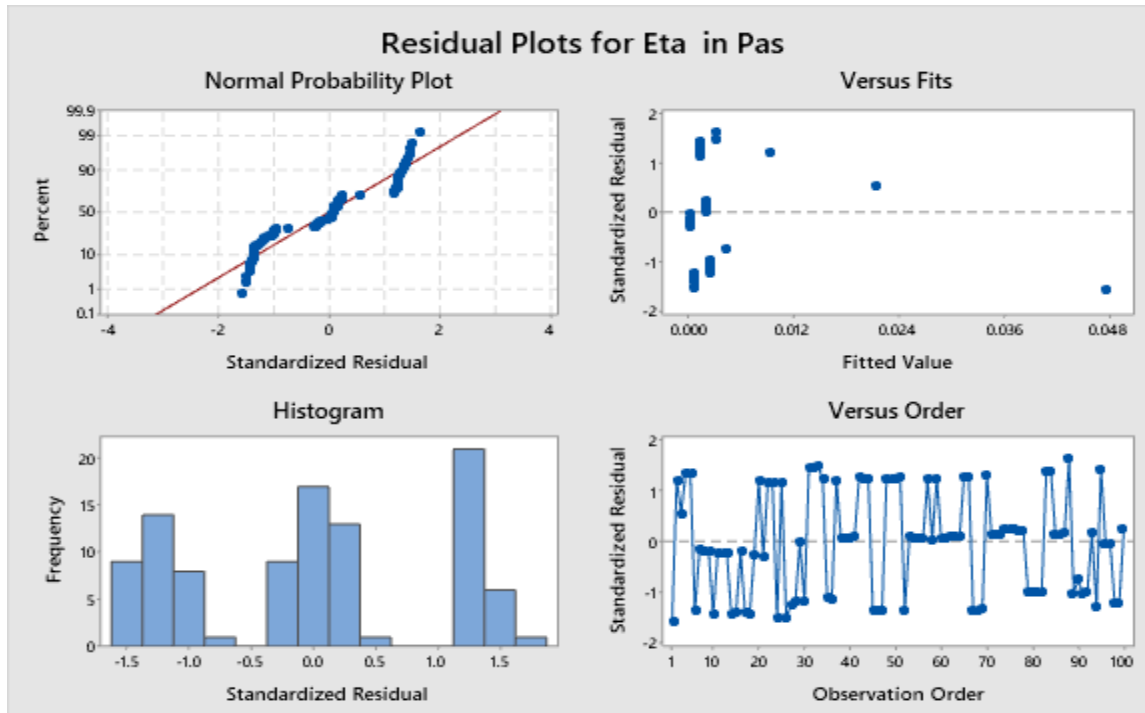 Residual Plots for Eta in Pas
Normal Probability Plot
99.9
99
90
50
10
1
0.1
Percent
-4 -2 0 2 4
Standardized Residual
Versus Fits
2
1
0
-1
-2
Standardized Residual
0.000 0.012 0.024 0.036 0.048
Fitted Value
Histogram
20
15
10
5
0
Frequency
-1.5 -1.0 -0.5 0.0 0.5 1.0 1.5
Standardized Residual
Versus Order
2
1
0
-1
-2
Standardized Residual
1 10 20 30 40 50 60 70 80 90 100
Observation Order